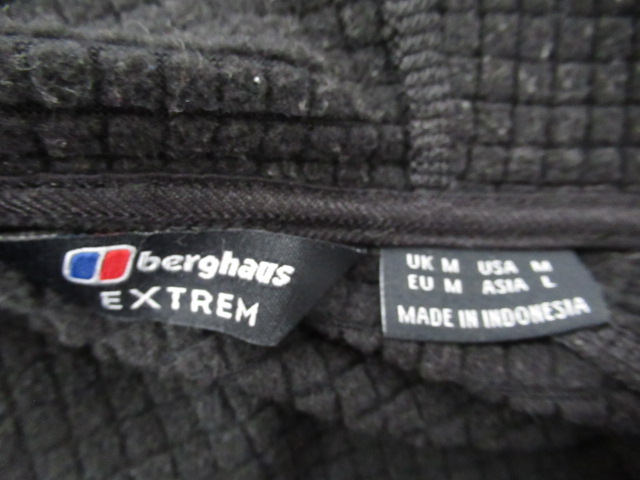 berghaus
EXTREM
UK M USA M
EU M ASIA L
MADE IN INDONESIA